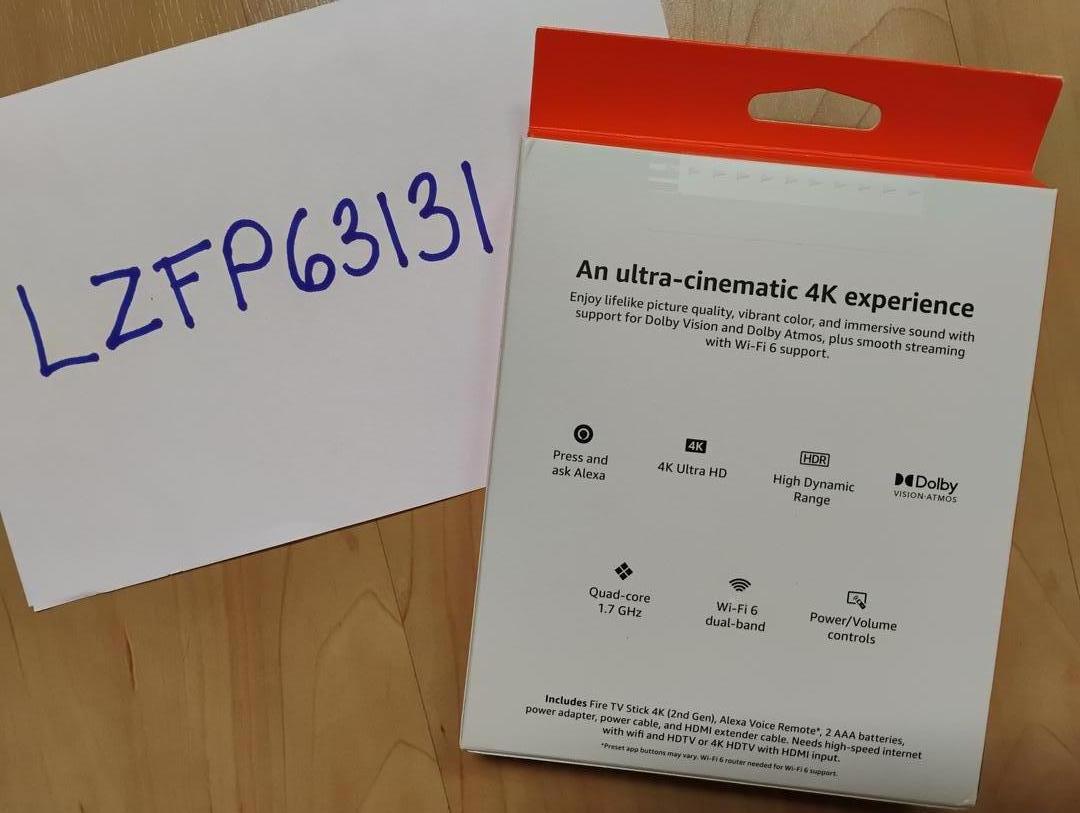 LZFP63131
An ultra-cinematic 4K experience
Enjoy lifelike picture quality, vibrant color, and immersive sound with
support for Dolby Vision and Dolby Atmos, plus smooth streaming
with Wi-Fi 6 support.
Press and
ask Alexa
4K
4K Ultra HD
HDR
High Dynamic
Range
Dolby
VISION·ATMOS
Quad-core
1.7 GHz
Wi-Fi 6
dual-band
Power/Volume
controls
Includes Fire TV Stick 4K (2nd Gen), Alexa Voice Remote*, 2 AAA batteries,
power adapter, power cable, and HDMI extender cable. Needs high-speed internet
with wifi and HDTV or 4K HDTV with HDMI input.
*Preset app buttons may vary. Wi-Fi 6 router needed for Wi-Fi 6 support.